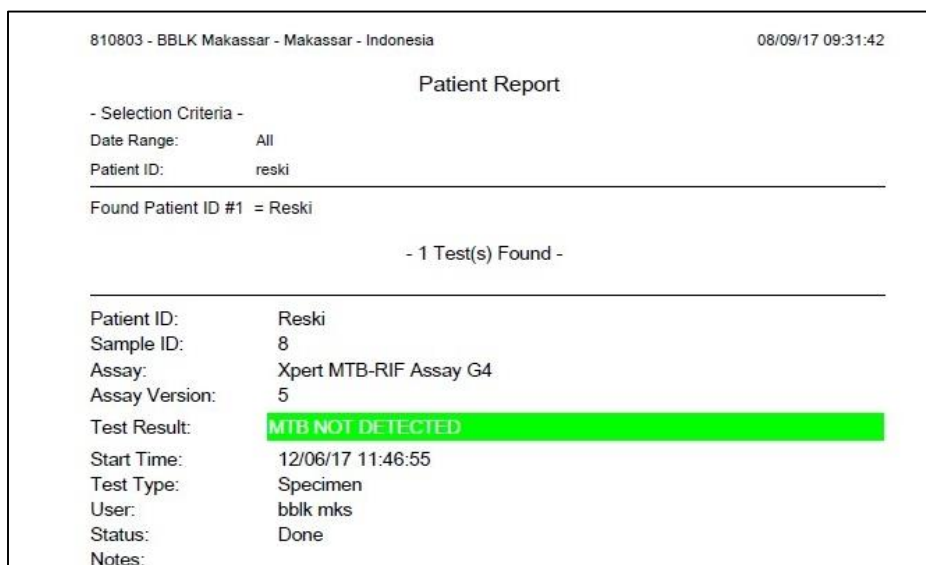 810803 - BBLK Makassar - Makassar - Indonesia 08/09/17 09:31:42
Patient Report
- Selection Criteria -
Date Range: All
Patient ID: reski
Found Patient ID #1 = Reski
- 1 Test(s) Found -
Patient ID: Reski
Sample ID: 8
Assay: Xpert MTB-RIF Assay G4
Assay Version: 5
Test Result: MTB NOT DETECTED
Start Time: 12/06/17 11:46:55
Test Type: Specimen
User: bblk mks
Status: Done
Notes: